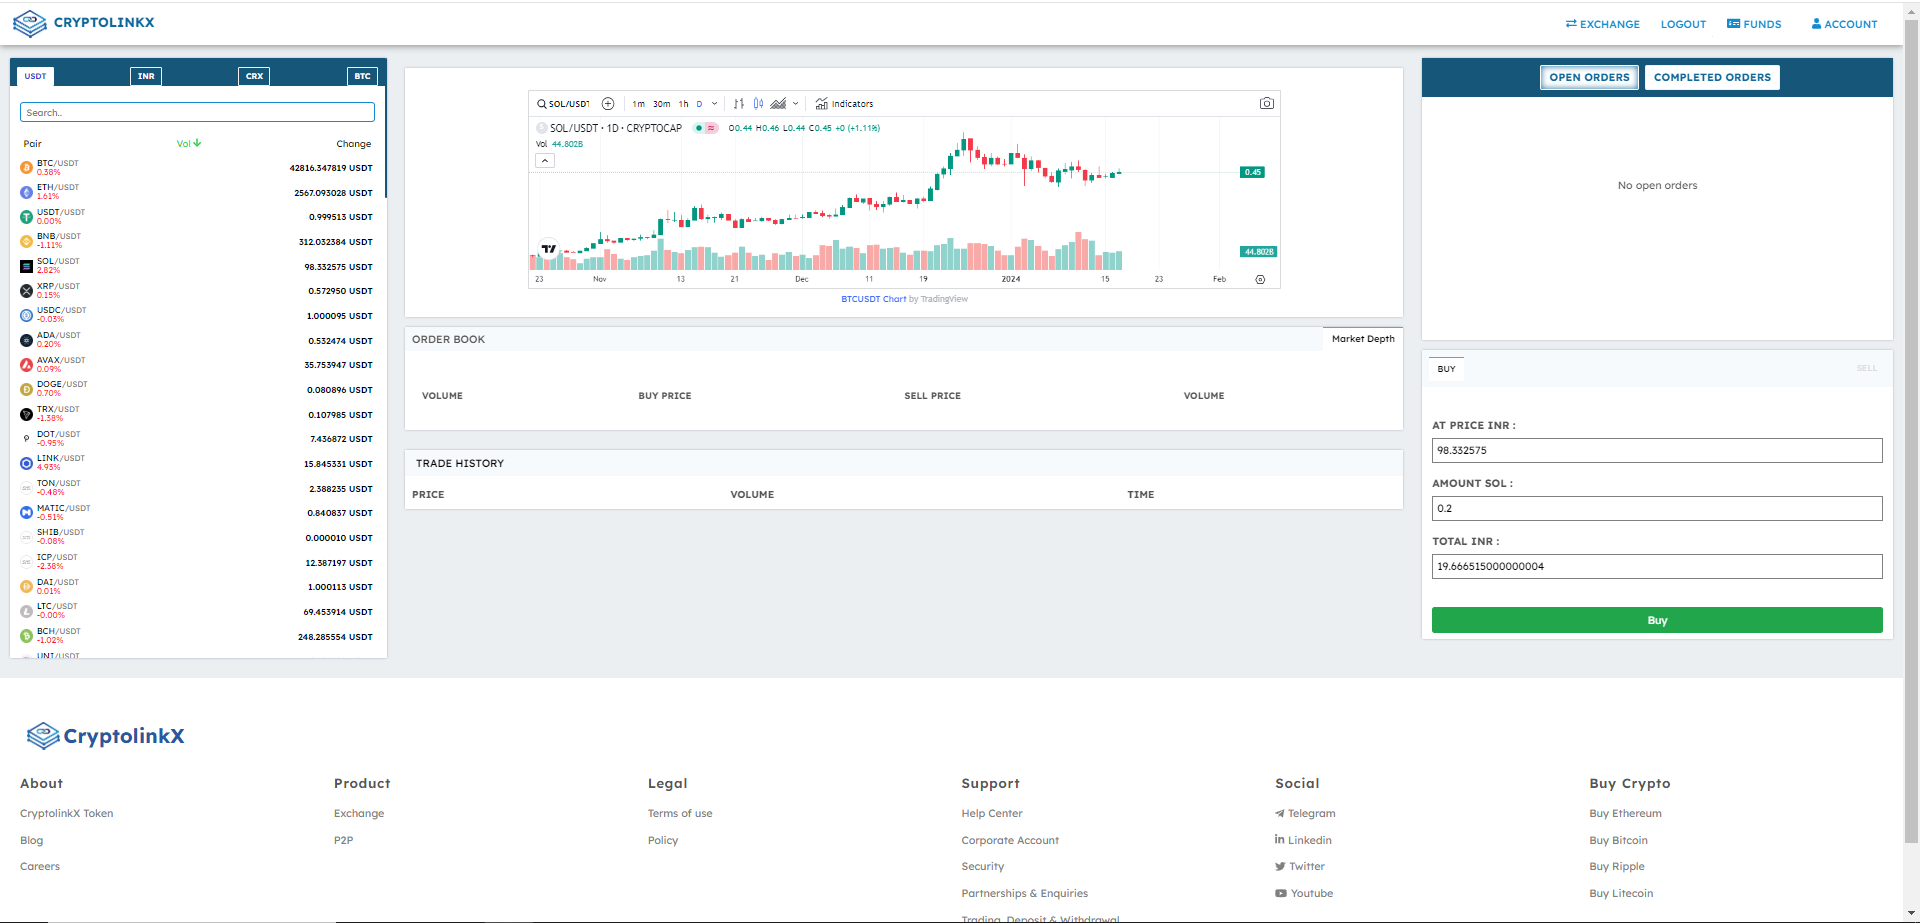 CRYPTOLINKX
EXCHANGE LOGOUT FUNDS ACCOUNT
USDT INR CRX BTC
Search..
Pair Vol Change
BTC/USDT 42816.347819 USDT
0.38%
ETH/USDT 2567.093028 USDT
1.61%
USDT/USDT 0.999513 USDT
0.00%
BNB/USDT 312.032384 USDT
-1.11%
SOL/USDT 98.332575 USDT
2.82%
XRP/USDT 0.572950 USDT
0.15%
USDC/USDT 1.000095 USDT
-0.03%
ADA/USDT 0.532474 USDT
0.20%
AVAX/USDT 35.753947 USDT
0.09%
DOGE/USDT 0.080896 USDT
0.70%
TRX/USDT 0.107985 USDT
-1.38%
DOT/USDT 7.436872 USDT
-0.95%
LINK/USDT 15.845331 USDT
4.93%
TON/USDT 2.388235 USDT
-0.48%
MATIC/USDT 0.840837 USDT
-0.51%
SHIB/USDT 0.000010 USDT
-0.08%
ICP/USDT 12.387197 USDT
-2.38%
DAI/USDT 1.000113 USDT
0.01%
LTC/USDT 69.453914 USDT
-0.00%
BCH/USDT 248.285554 USDT
-1.02%
UNI/USDT
SOL/USDT 1m 30m 1h D Indicators
SOL/USDT · 1D · CRYPTOCAP O0.44 H0.46 L0.44 C0.45 +0 (+1.11%)
Vol 44.802B
0.45
44.802B
23 Nov 13 21 Dec 11 19 2024 15 23 Feb
BTCUSDT Chart by TradingView
ORDER BOOK Market Depth
VOLUME BUY PRICE SELL PRICE VOLUME
TRADE HISTORY
PRICE VOLUME TIME
OPEN ORDERS COMPLETED ORDERS
No open orders
BUY SELL
AT PRICE INR :
98.332575
AMOUNT SOL :
0.2
TOTAL INR :
19.666515000000004
Buy
CryptolinkX
About
CryptolinkX Token
Blog
Careers
Product
Exchange
P2P
Legal
Terms of use
Policy
Support
Help Center
Corporate Account
Security
Partnerships & Enquiries
Trading, Deposit & Withdrawal
Social
Telegram
Linkedin
Twitter
Youtube
Buy Crypto
Buy Ethereum
Buy Bitcoin
Buy Ripple
Buy Litecoin